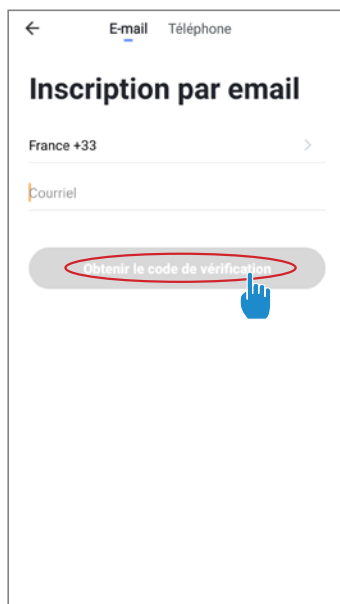 E-mail Téléphone
Inscription par email
France +33
Courriel
Obtenir le code de vérification